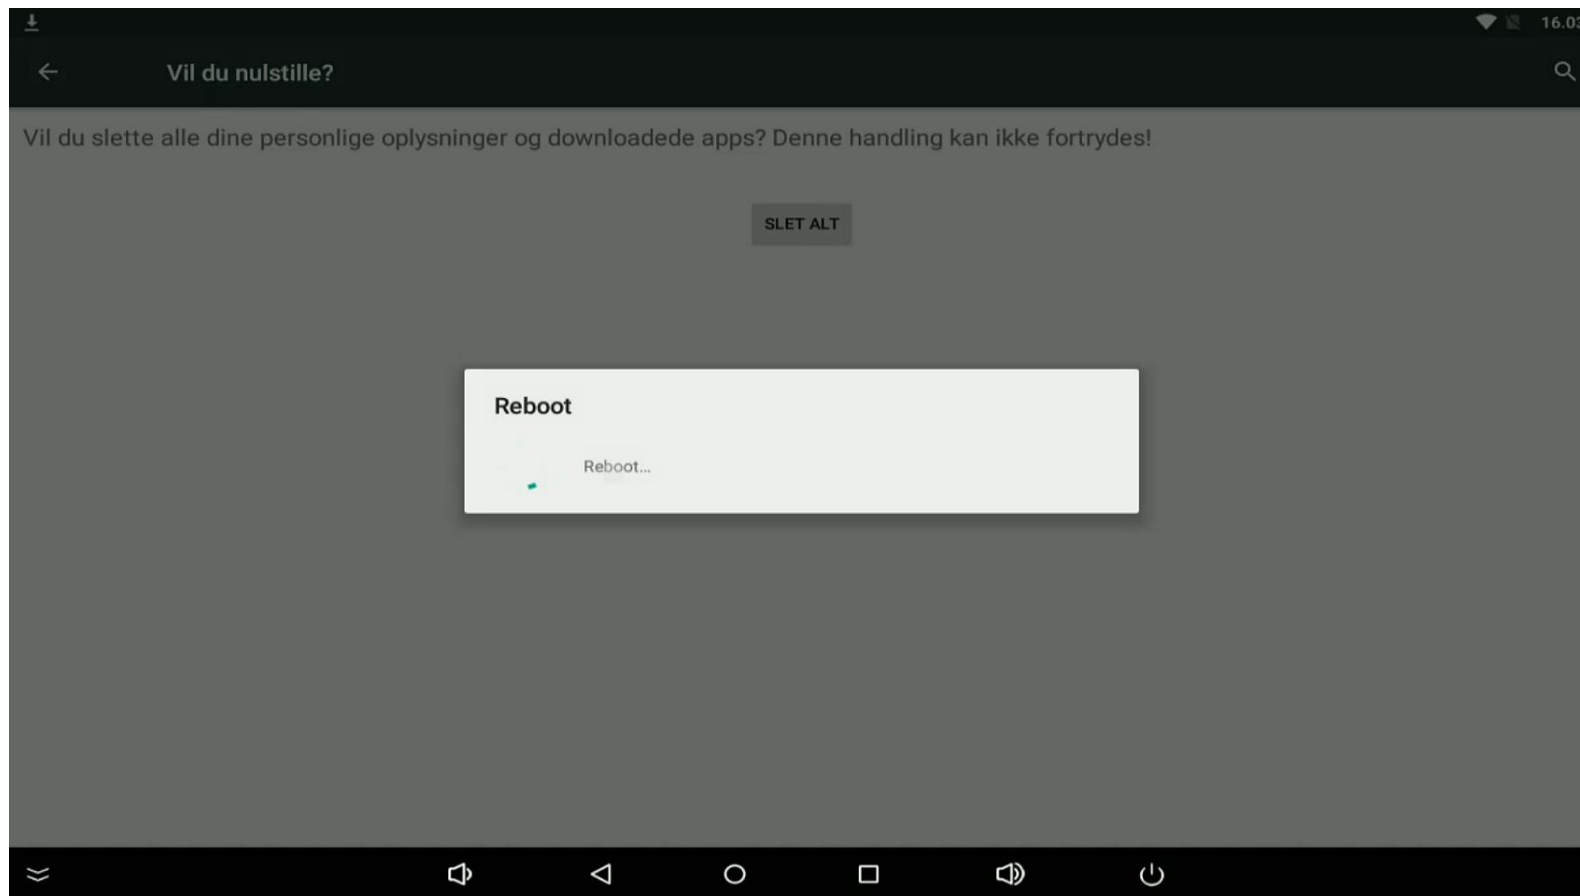 16.03
Vil du nulstille?
Vil du slette alle dine personlige oplysninger og downloadede apps? Denne handling kan ikke fortrydes!
SLET ALT
Reboot
Reboot...